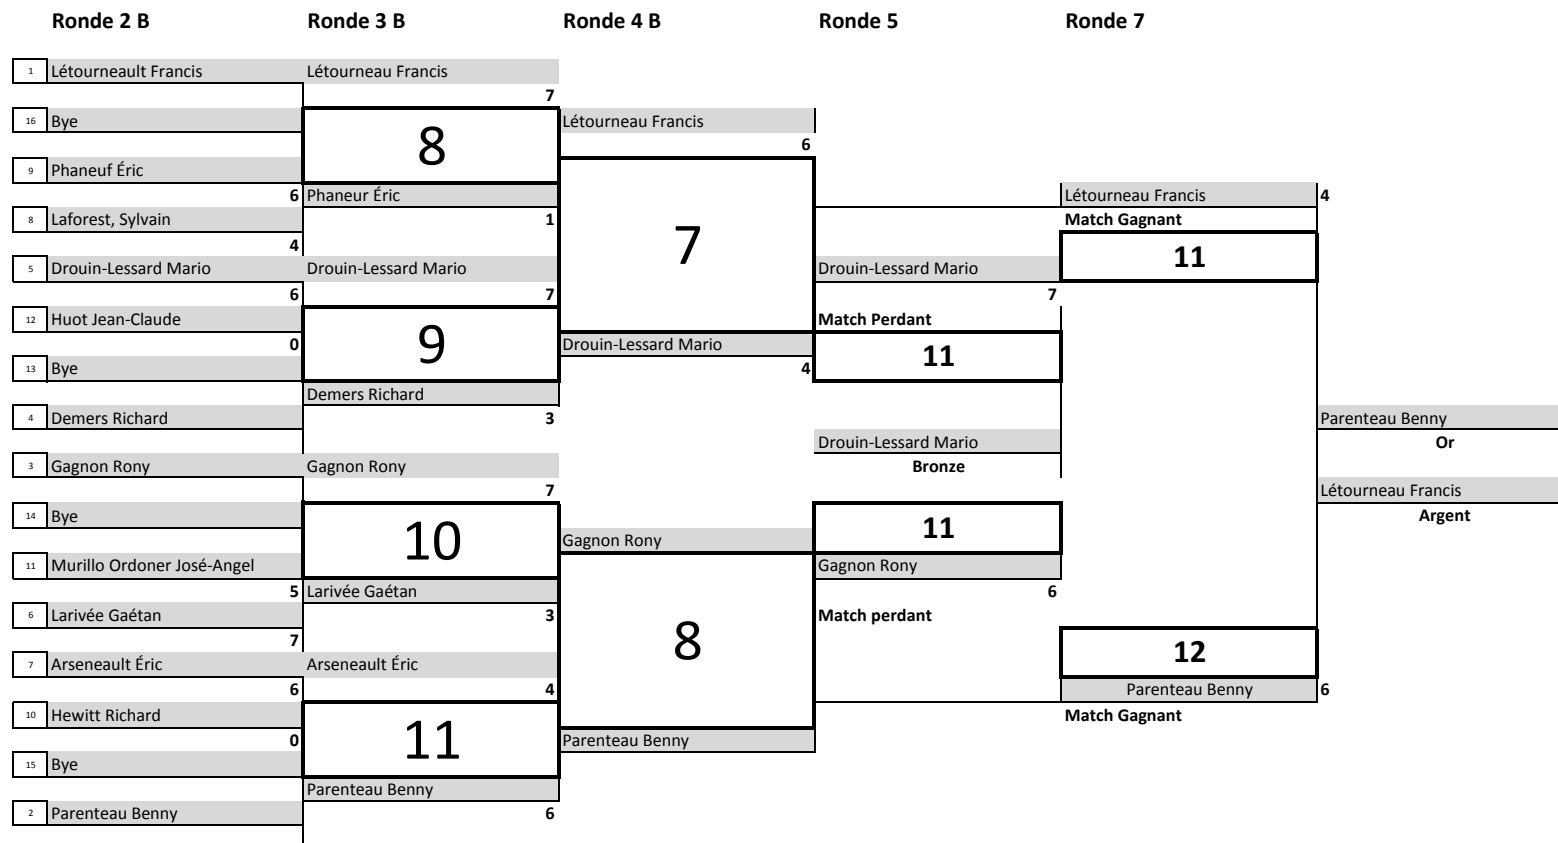 Ronde 2 B Ronde 3 B Ronde 4 B Ronde 5 Ronde 7
1 Létourneault Francis Létourneau Francis
7
16 Bye Létourneau Francis
8
6
9 Phaneuf Éric
6 Phaneur Éric Létourneau Francis 4
8 Laforest, Sylvain 1 Match Gagnant
4
7
11
5 Drouin-Lessard Mario Drouin-Lessard Mario Drouin-Lessard Mario
6 7 7
12 Huot Jean-Claude Match Perdant
0
9
Drouin-Lessard Mario
11
13 Bye 4
Demers Richard
4 Demers Richard 3 Parenteau Benny
Drouin-Lessard Mario Or
3 Gagnon Rony Gagnon Rony Bronze
7 Létourneau Francis
14 Bye Argent
10
11
Gagnon Rony
11 Murillo Ordoner José-Angel Gagnon Rony
5 Larivée Gaétan 6
6 Larivée Gaétan 3 Match perdant
7
8
12
7 Arseneault Éric Arseneault Éric
6 4 Parenteau Benny 6
10 Hewitt Richard Match Gagnant
0
11
Parenteau Benny
15 Bye
Parenteau Benny
2 Parenteau Benny 6